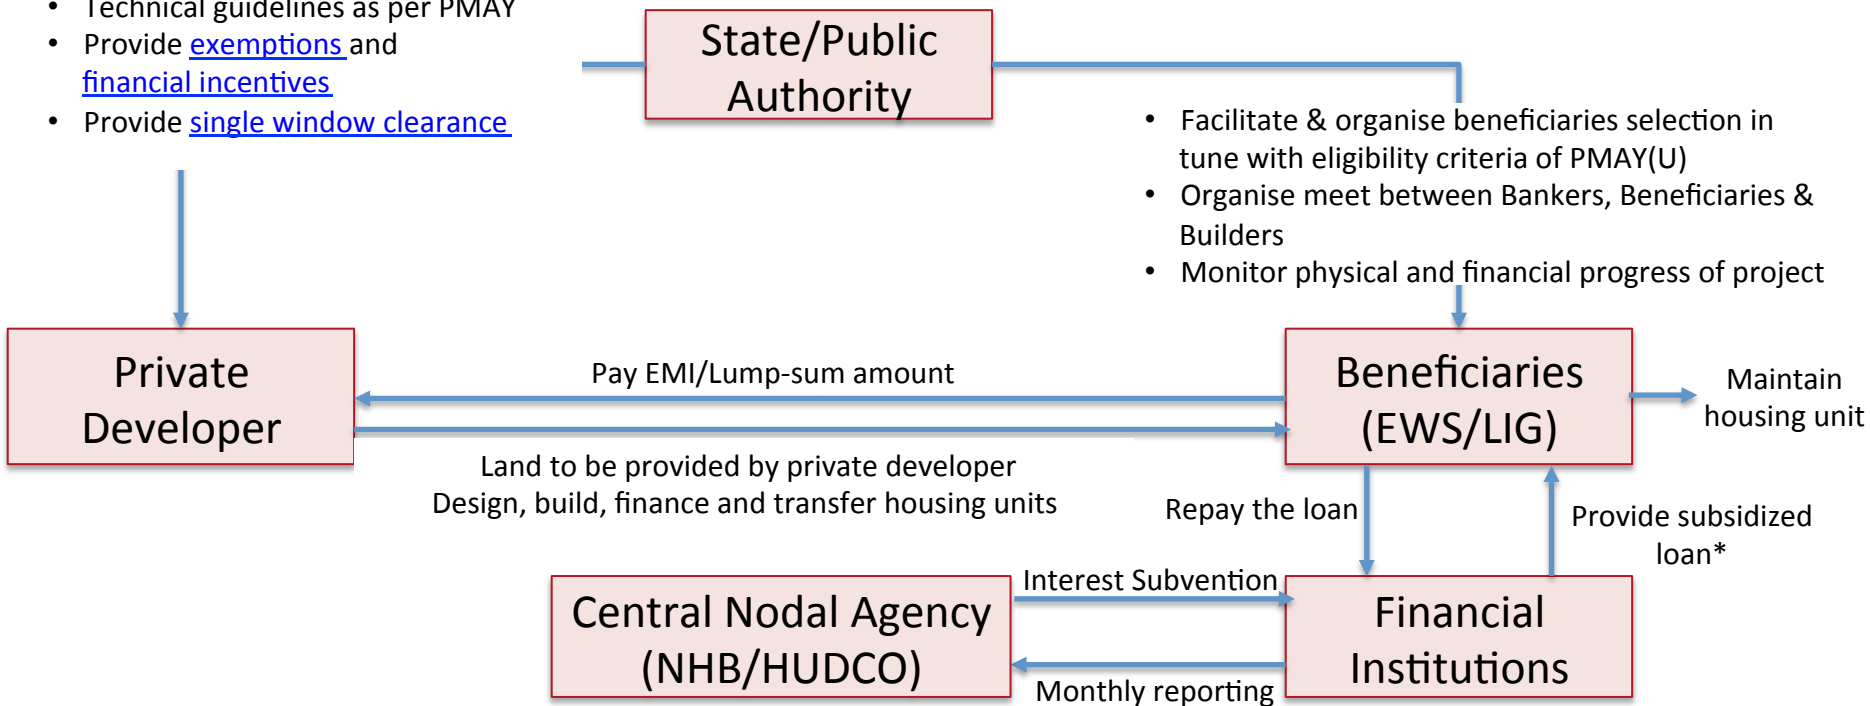 • Technical guidelines as per PMAY
• Provide exemptions and
financial incentives
• Provide single window clearance
State/Public
Authority
• Facilitate & organise beneficiaries selection in
tune with eligibility criteria of PMAY(U)
• Organise meet between Bankers, Beneficiaries &
Builders
• Monitor physical and financial progress of project
Private
Developer
Pay EMI/Lump-sum amount
Beneficiaries
(EWS/LIG)
Maintain
housing unit
Land to be provided by private developer
Design, build, finance and transfer housing units
Repay the loan
Provide subsidized
loan*
Central Nodal Agency
(NHB/HUDCO)
Interest Subvention
Monthly reporting
Financial
Institutions